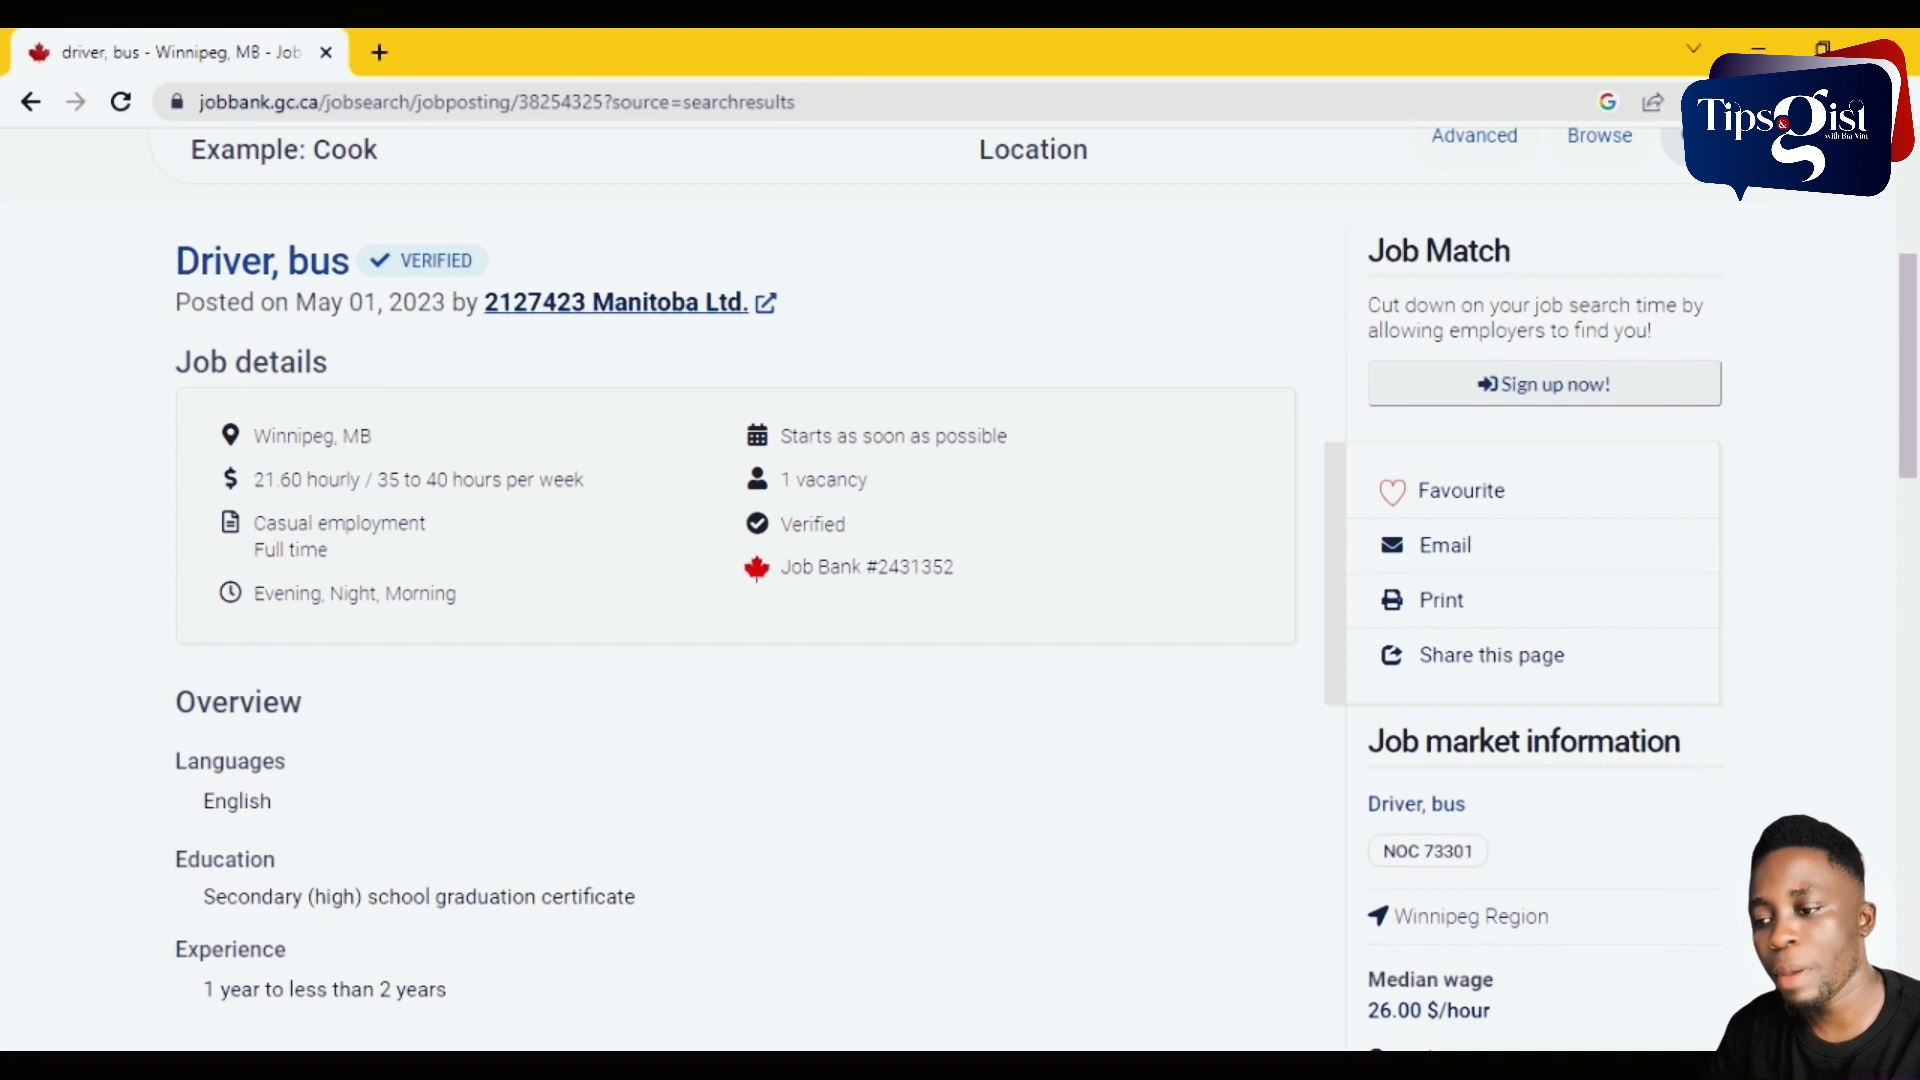 driver, bus - Winnipeg, MB - Job
jobbank.gc.ca/jobsearch/jobposting/38254325?source=searchresults
Tips & gist
with Bra Vim
Example: Cook
Location
Advanced
Browse
Driver, bus VERIFIED
Posted on May 01, 2023 by 2127423 Manitoba Ltd.
Job details
Winnipeg, MB
21.60 hourly / 35 to 40 hours per week
Casual employment
Full time
Evening, Night, Morning
Starts as soon as possible
1 vacancy
Verified
Job Bank #2431352
Overview
Languages
English
Education
Secondary (high) school graduation certificate
Experience
1 year to less than 2 years
Job Match
Cut down on your job search time by
allowing employers to find you!
Sign up now!
Favourite
Email
Print
Share this page
Job market information
Driver, bus
NOC 73301
Winnipeg Region
Median wage
26.00 $/hour